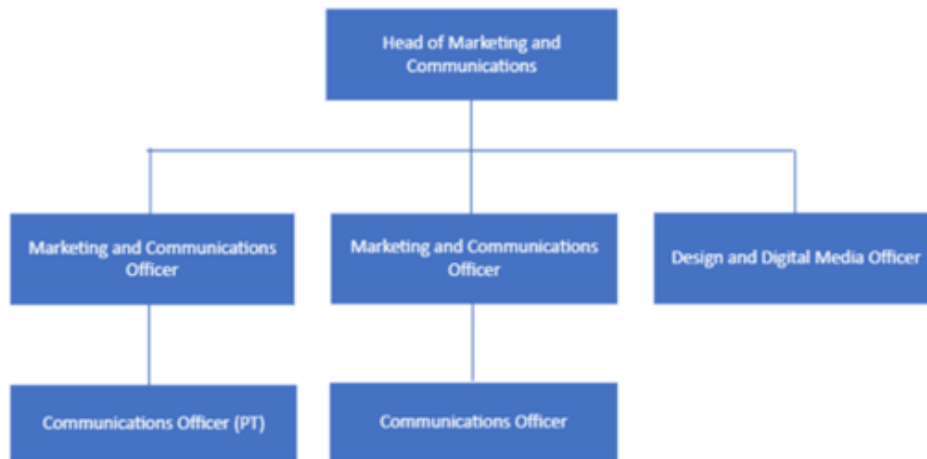 Head of Marketing and
Communications
Marketing and Communications
Officer
Marketing and Communications
Officer
Design and Digital Media Officer
Communications Officer (PT)
Communications Officer